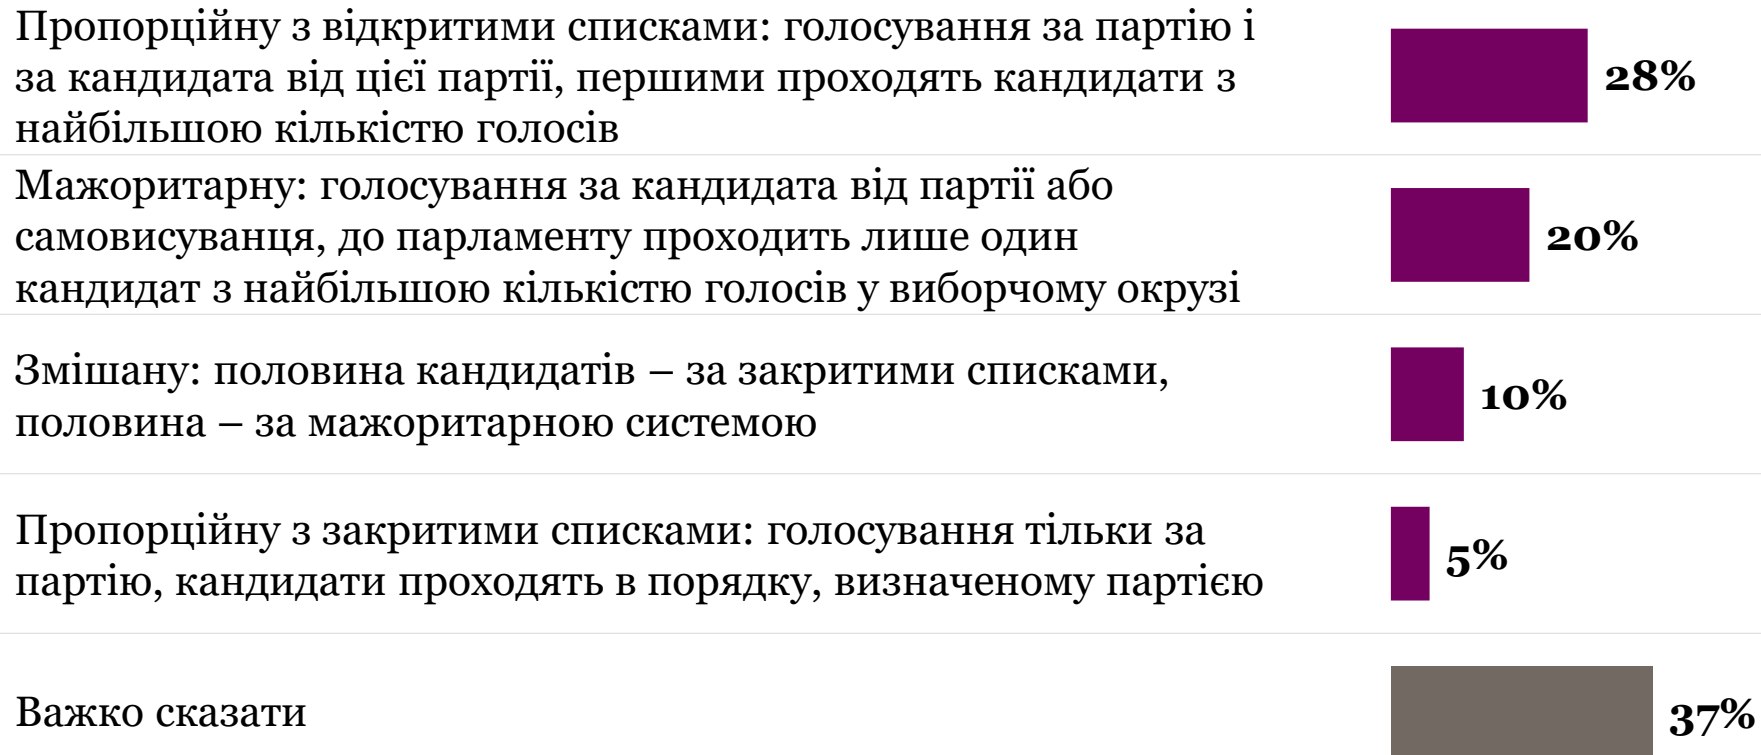 Пропорційну з відкритими списками: голосування за партію і
за кандидата від цієї партії, першими проходять кандидати з
найбільшою кількістю голосів
28%
Мажоритарну: голосування за кандидата від партії або
самовисуванця, до парламенту проходить лише один
кандидат з найбільшою кількістю голосів у виборчому окрузі
20%
Змішану: половина кандидатів – за закритими списками,
половина – за мажоритарною системою
10%
Пропорційну з закритими списками: голосування тільки за
партію, кандидати проходять в порядку, визначеному партією
5%
Важко сказати
37%